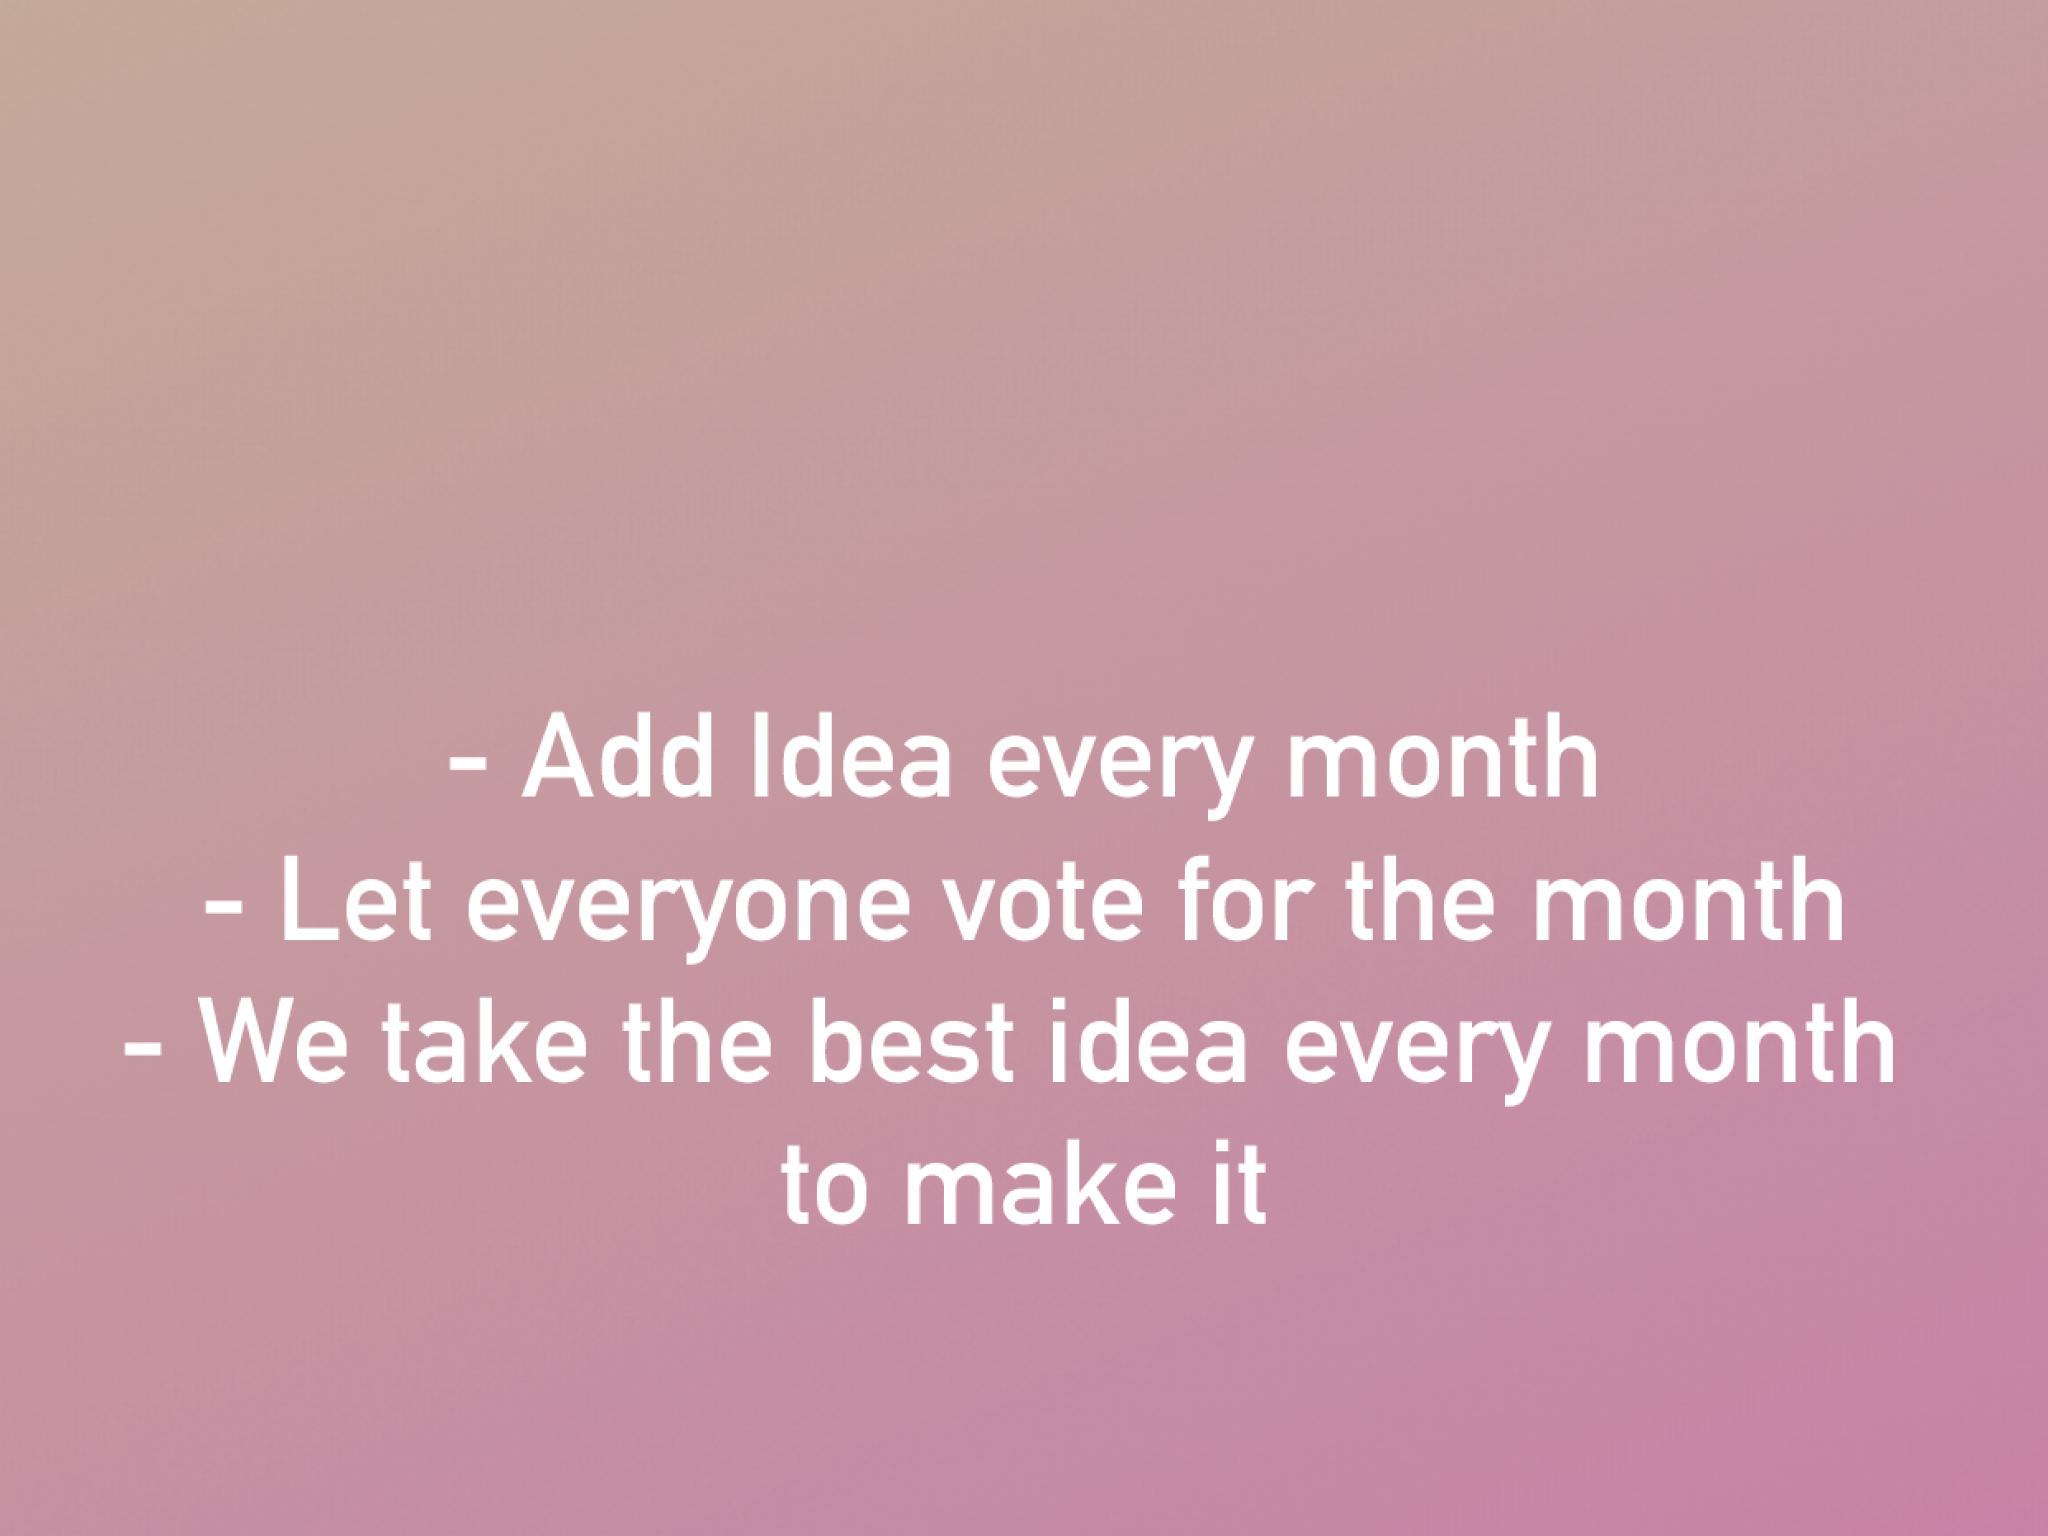 - Add Idea every month
- Let everyone vote for the month
- We take the best idea every month
to make it